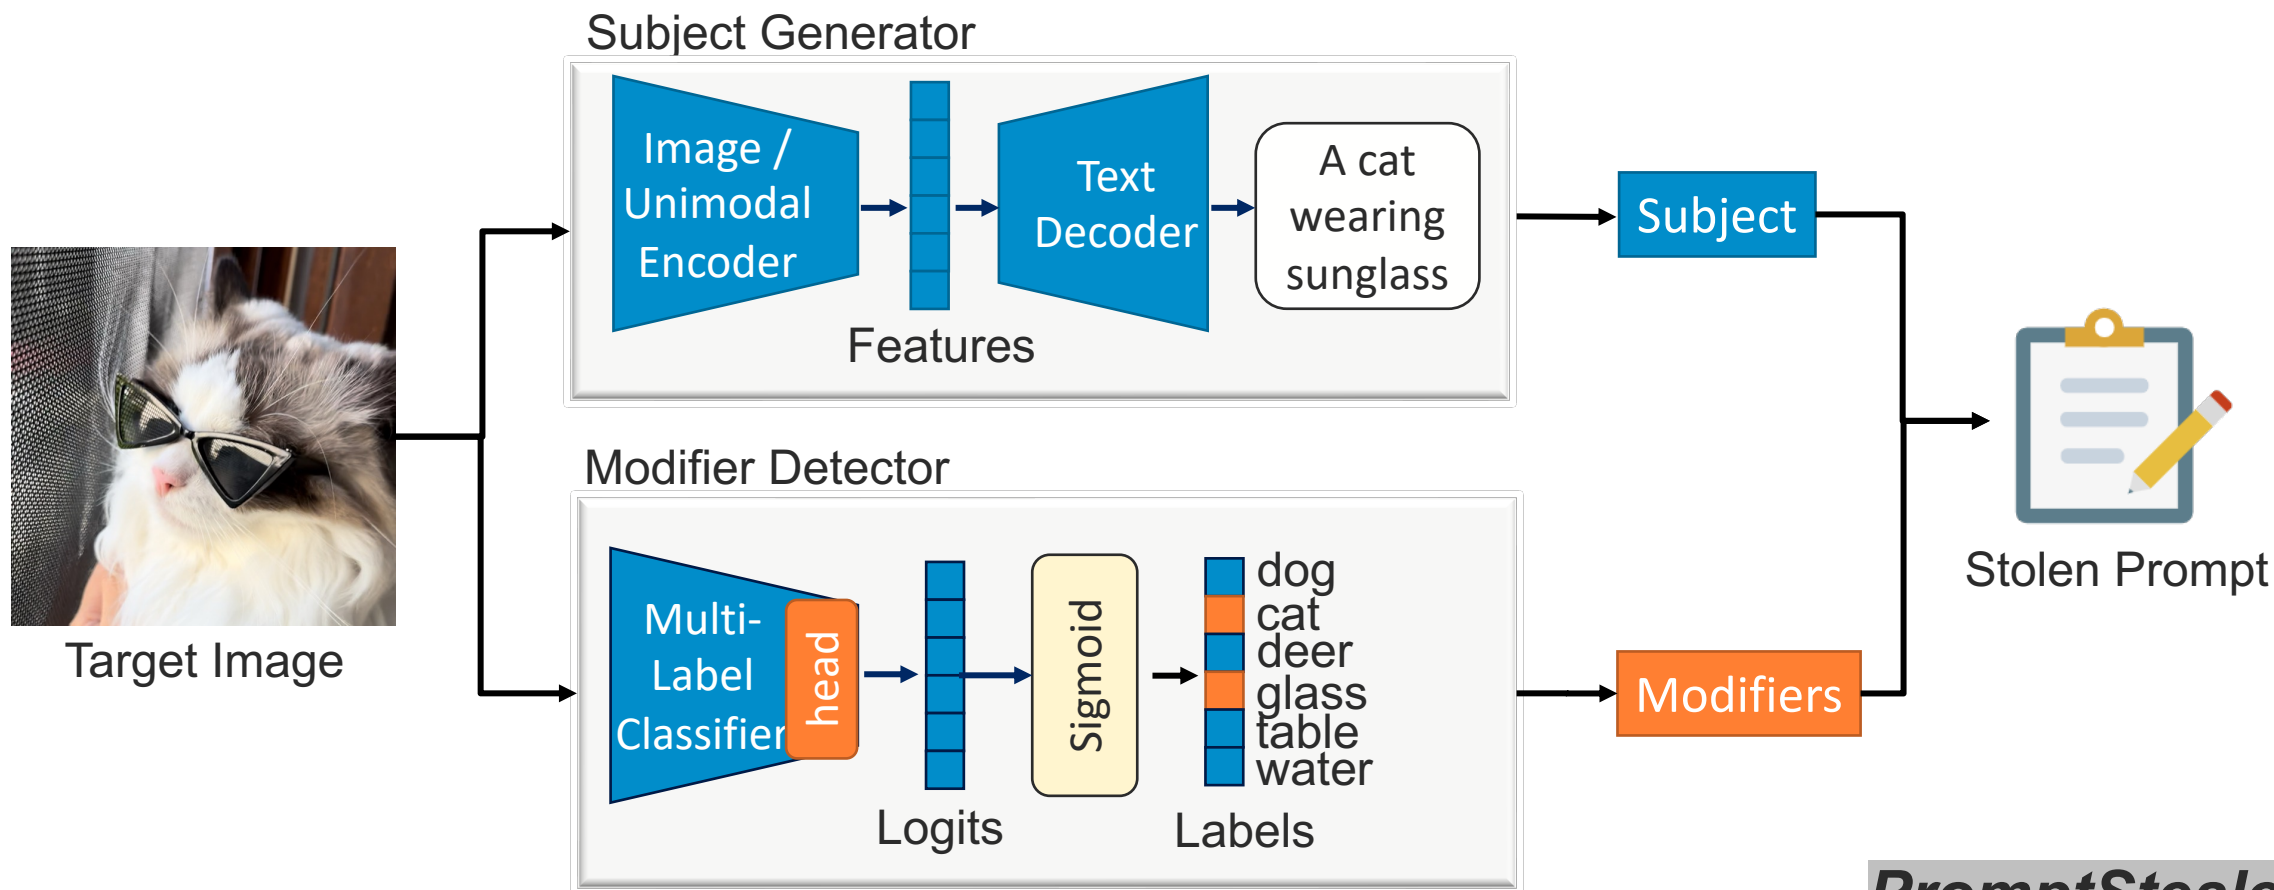 Subject Generator
Image /
Unimodal
Encoder
Features
Text
Decoder
A cat
wearing
sunglass
Subject
Target Image
Modifier Detector
Multi-
Label
Classifier
head
Logits
Sigmoid
dog
cat
deer
glass
table
water
Labels
Modifiers
Stolen Prompt